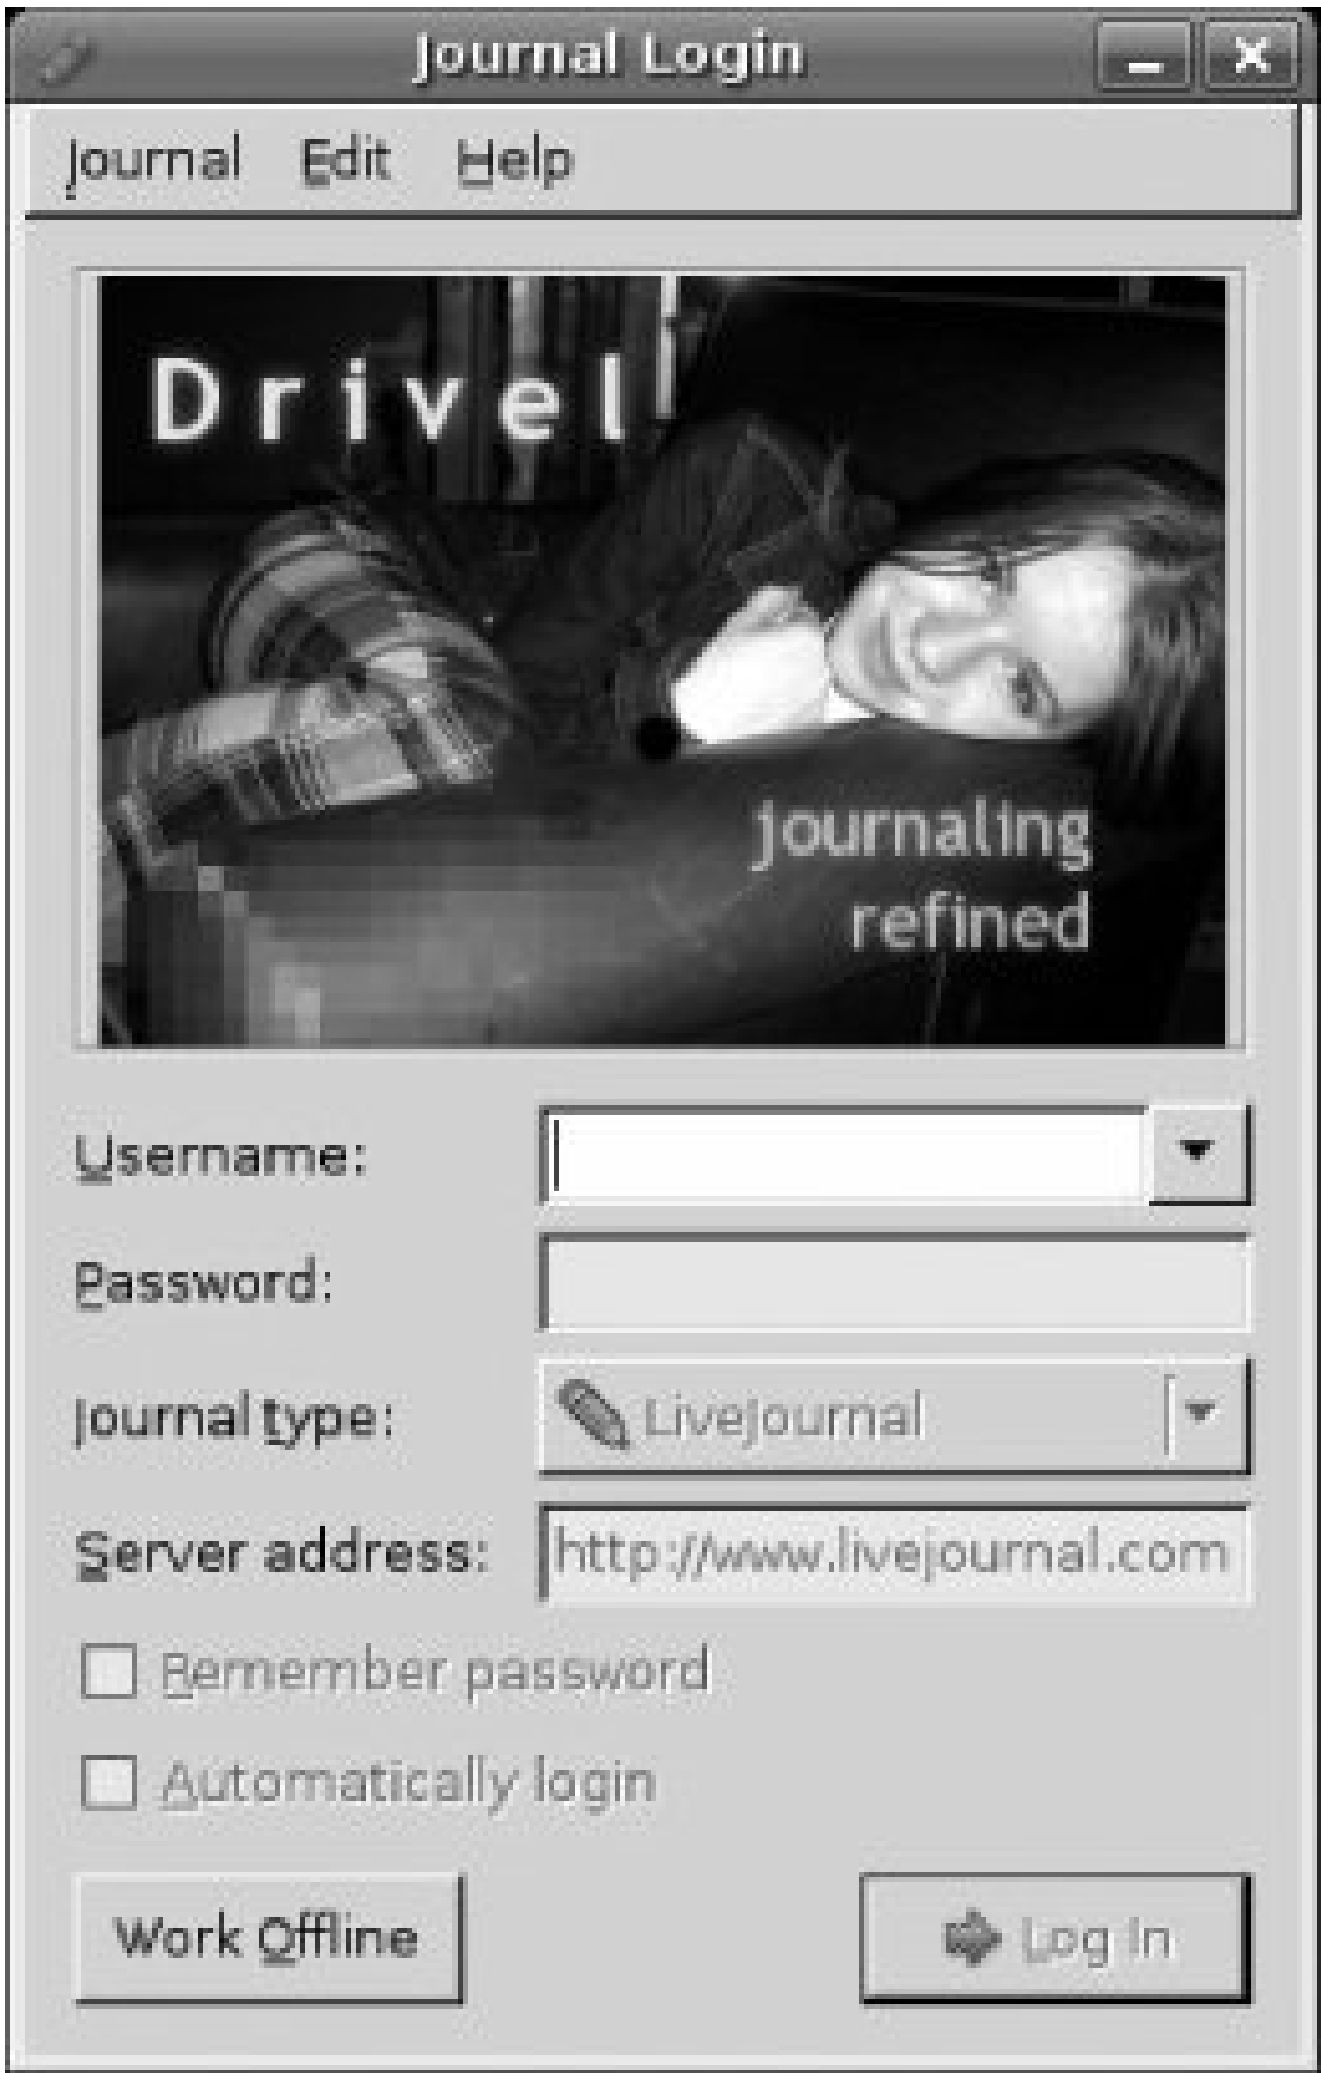 Journal Login
Journal Edit Help
Drivel
journaling
refined
Username:
Password:
Journal type: LiveJournal
Server address: http://www.livejournal.com
Remember password
Automatically login
Work Offline Log In